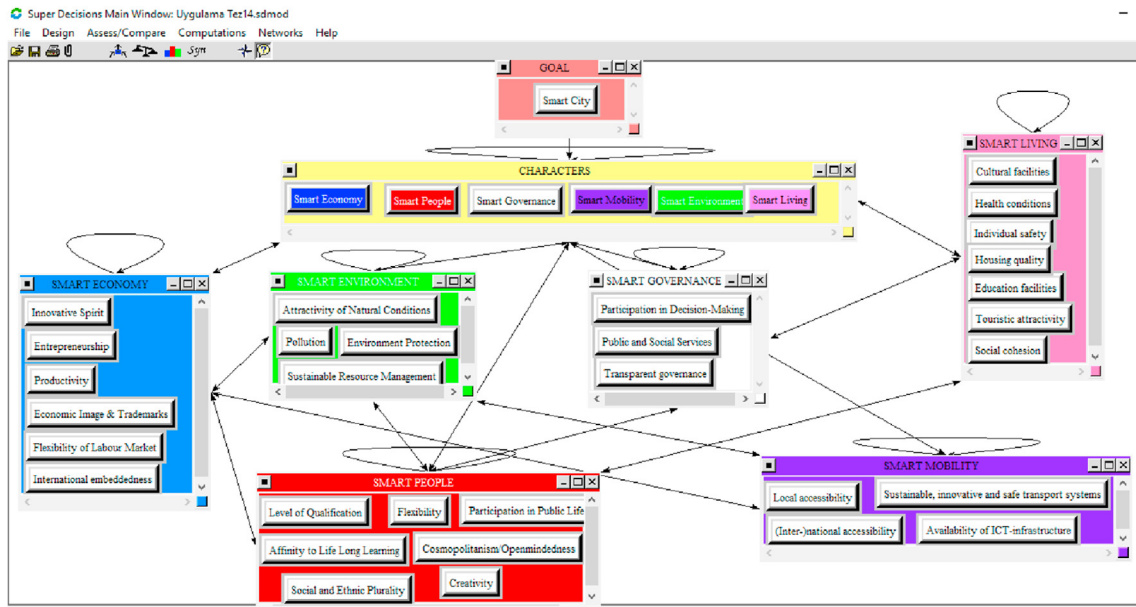 Super Decisions Main Window: Uygulama Tez14.sdmod
File Design Assess/Compare Computations Networks Help
Syn
GOAL
Smart City
CHARACTERS
Smart Economy
Smart People
Smart Governance
Smart Mobility
Smart Environment
Smart Living
SMART LIVING
Cultural facilities
Health conditions
Individual safety
Housing quality
Education facilities
Touristic attractivity
Social cohesion
SMART ECONOMY
Innovative Spirit
Entrepreneurship
Productivity
Economic Image & Trademarks
Flexibility of Labour Market
International embeddedness
SMART ENVIRONMENT
Attractivity of Natural Conditions
Pollution
Environment Protection
Sustainable Resource Management
SMART GOVERNANCE
Participation in Decision-Making
Public and Social Services
Transparent governance
SMART PEOPLE
Level of Qualification
Flexibility
Participation in Public Life
Affinity to Life Long Learning
Cosmopolitanism/Openmindedness
Social and Ethnic Plurality
Creativity
SMART MOBILITY
Local accessibility
Sustainable, innovative and safe transport systems
(Inter-)national accessibility
Availability of ICT-infrastructure